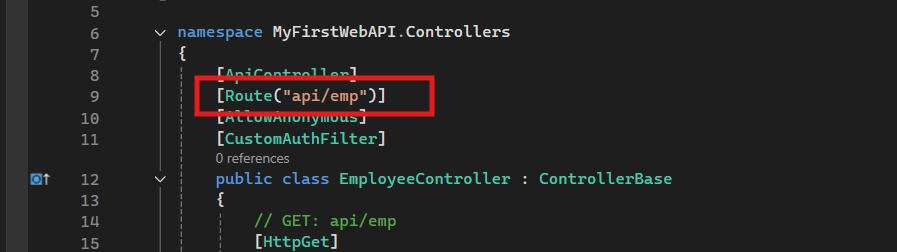 5
6 namespace MyFirstWebAPI.Controllers
7 {
8 [ApiController]
9 [Route("api/emp")]
10 [AllowAnonymous]
11 [CustomAuthFilter]
0 references
12 public class EmployeeController : ControllerBase
13 {
14 // GET: api/emp
15 [HttpGet]